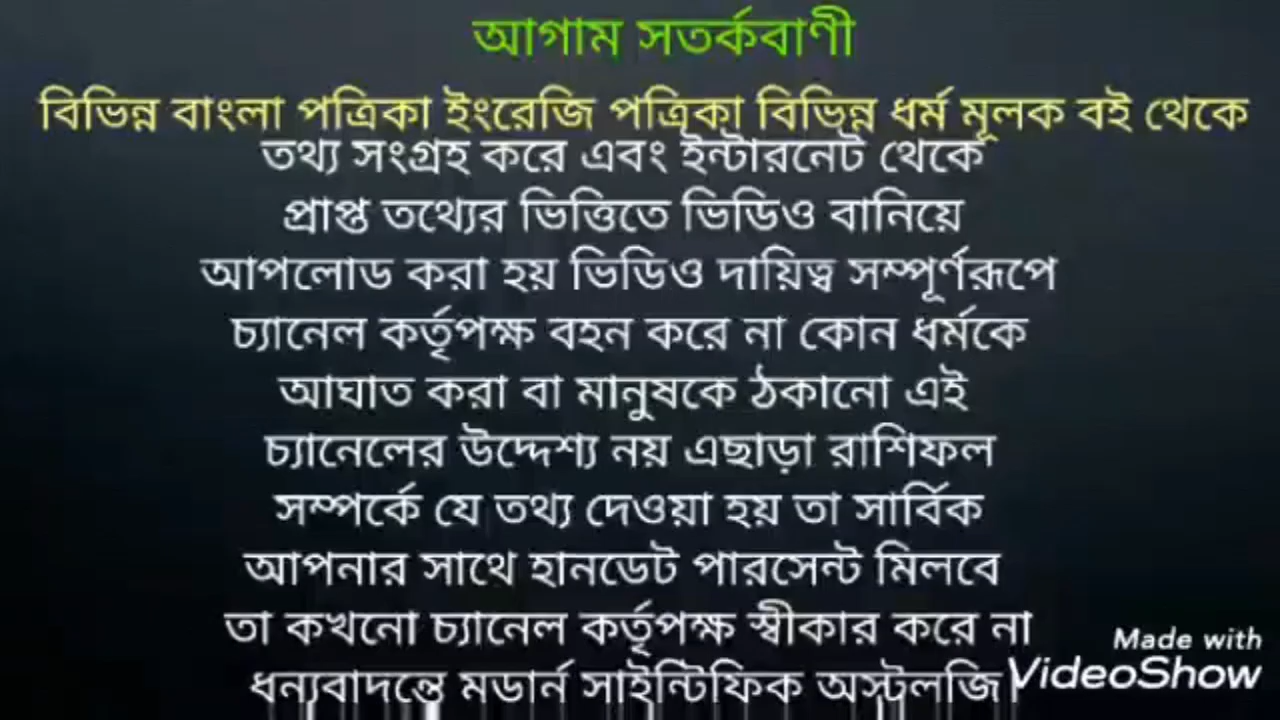 আগাম সতর্কবাণী
বিভিন্ন বাংলা পত্রিকা ইংরেজি পত্রিকা বিভিন্ন ধর্ম মূলক বই থেকে
তথ্য সংগ্রহ করে এবং ইন্টারনেট থেকে
প্রাপ্ত তথ্যের ভিত্তিতে ভিডিও বানিয়ে
আপলোড করা হয় ভিডিও দায়িত্ব সম্পূর্ণরূপে
চ্যানেল কর্তৃপক্ষ বহন করে না কোন ধর্মকে
আঘাত করা বা মানুষকে ঠকানো এই
চ্যানেলের উদ্দেশ্য নয় এছাড়া রাশিফল
সম্পর্কে যে তথ্য দেওয়া হয় তা সার্বিক
আপনার সাথে হানডেট পারসেন্ট মিলবে
তা কখনো চ্যানেল কর্তৃপক্ষ স্বীকার করে না
ধন্যবাদন্তে মডার্ন সাইন্টিফিক অস্ট্রলজি।
Made with
VideoShow